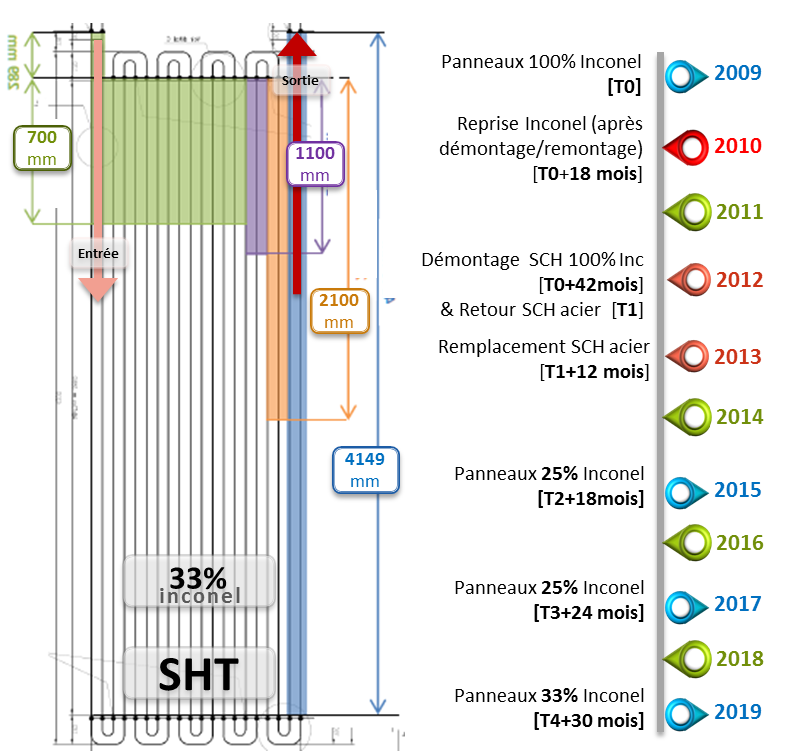 289 mm
Sortie
700
mm
1100
mm
Entrée
2100
mm
4149
mm
33%
inconel
SHT
Panneaux 100% Inconel
[T0]
2009
Reprise Inconel (après
démontage/remontage)
[T0+18 mois]
2010
2011
Démontage SCH 100% Inc
[T0+42mois]
& Retour SCH acier [T1]
2012
Remplacement SCH acier
[T1+12 mois]
2013
2014
Panneaux 25% Inconel
[T2+18mois]
2015
2016
Panneaux 25% Inconel
[T3+24 mois]
2017
2018
Panneaux 33% Inconel
[T4+30 mois]
2019